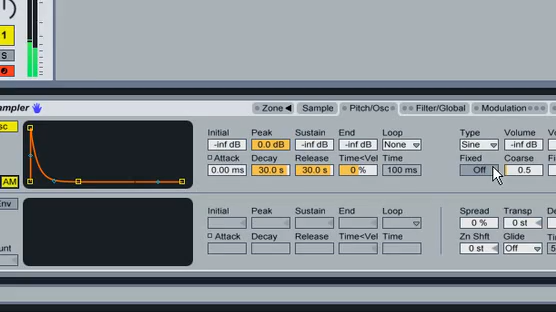 1
S
ampler
Zone Sample Pitch/Osc Filter/Global Modulation
sc
Initial Peak Sustain End Loop Type Volume
-inf dB 0.0 dB -inf dB -inf dB None Sine -inf dB
Attack Decay Release Time<Vel Time Fixed Coarse
AM 0.00 ms 30.0 s 30.0 s 0 % 100 ms Off 0.5
Env
Initial Peak Sustain End Loop Spread Transp
0 % 0 st
unt Attack Decay Release Time<Vel Time Zn Shft Glide
0 st Off